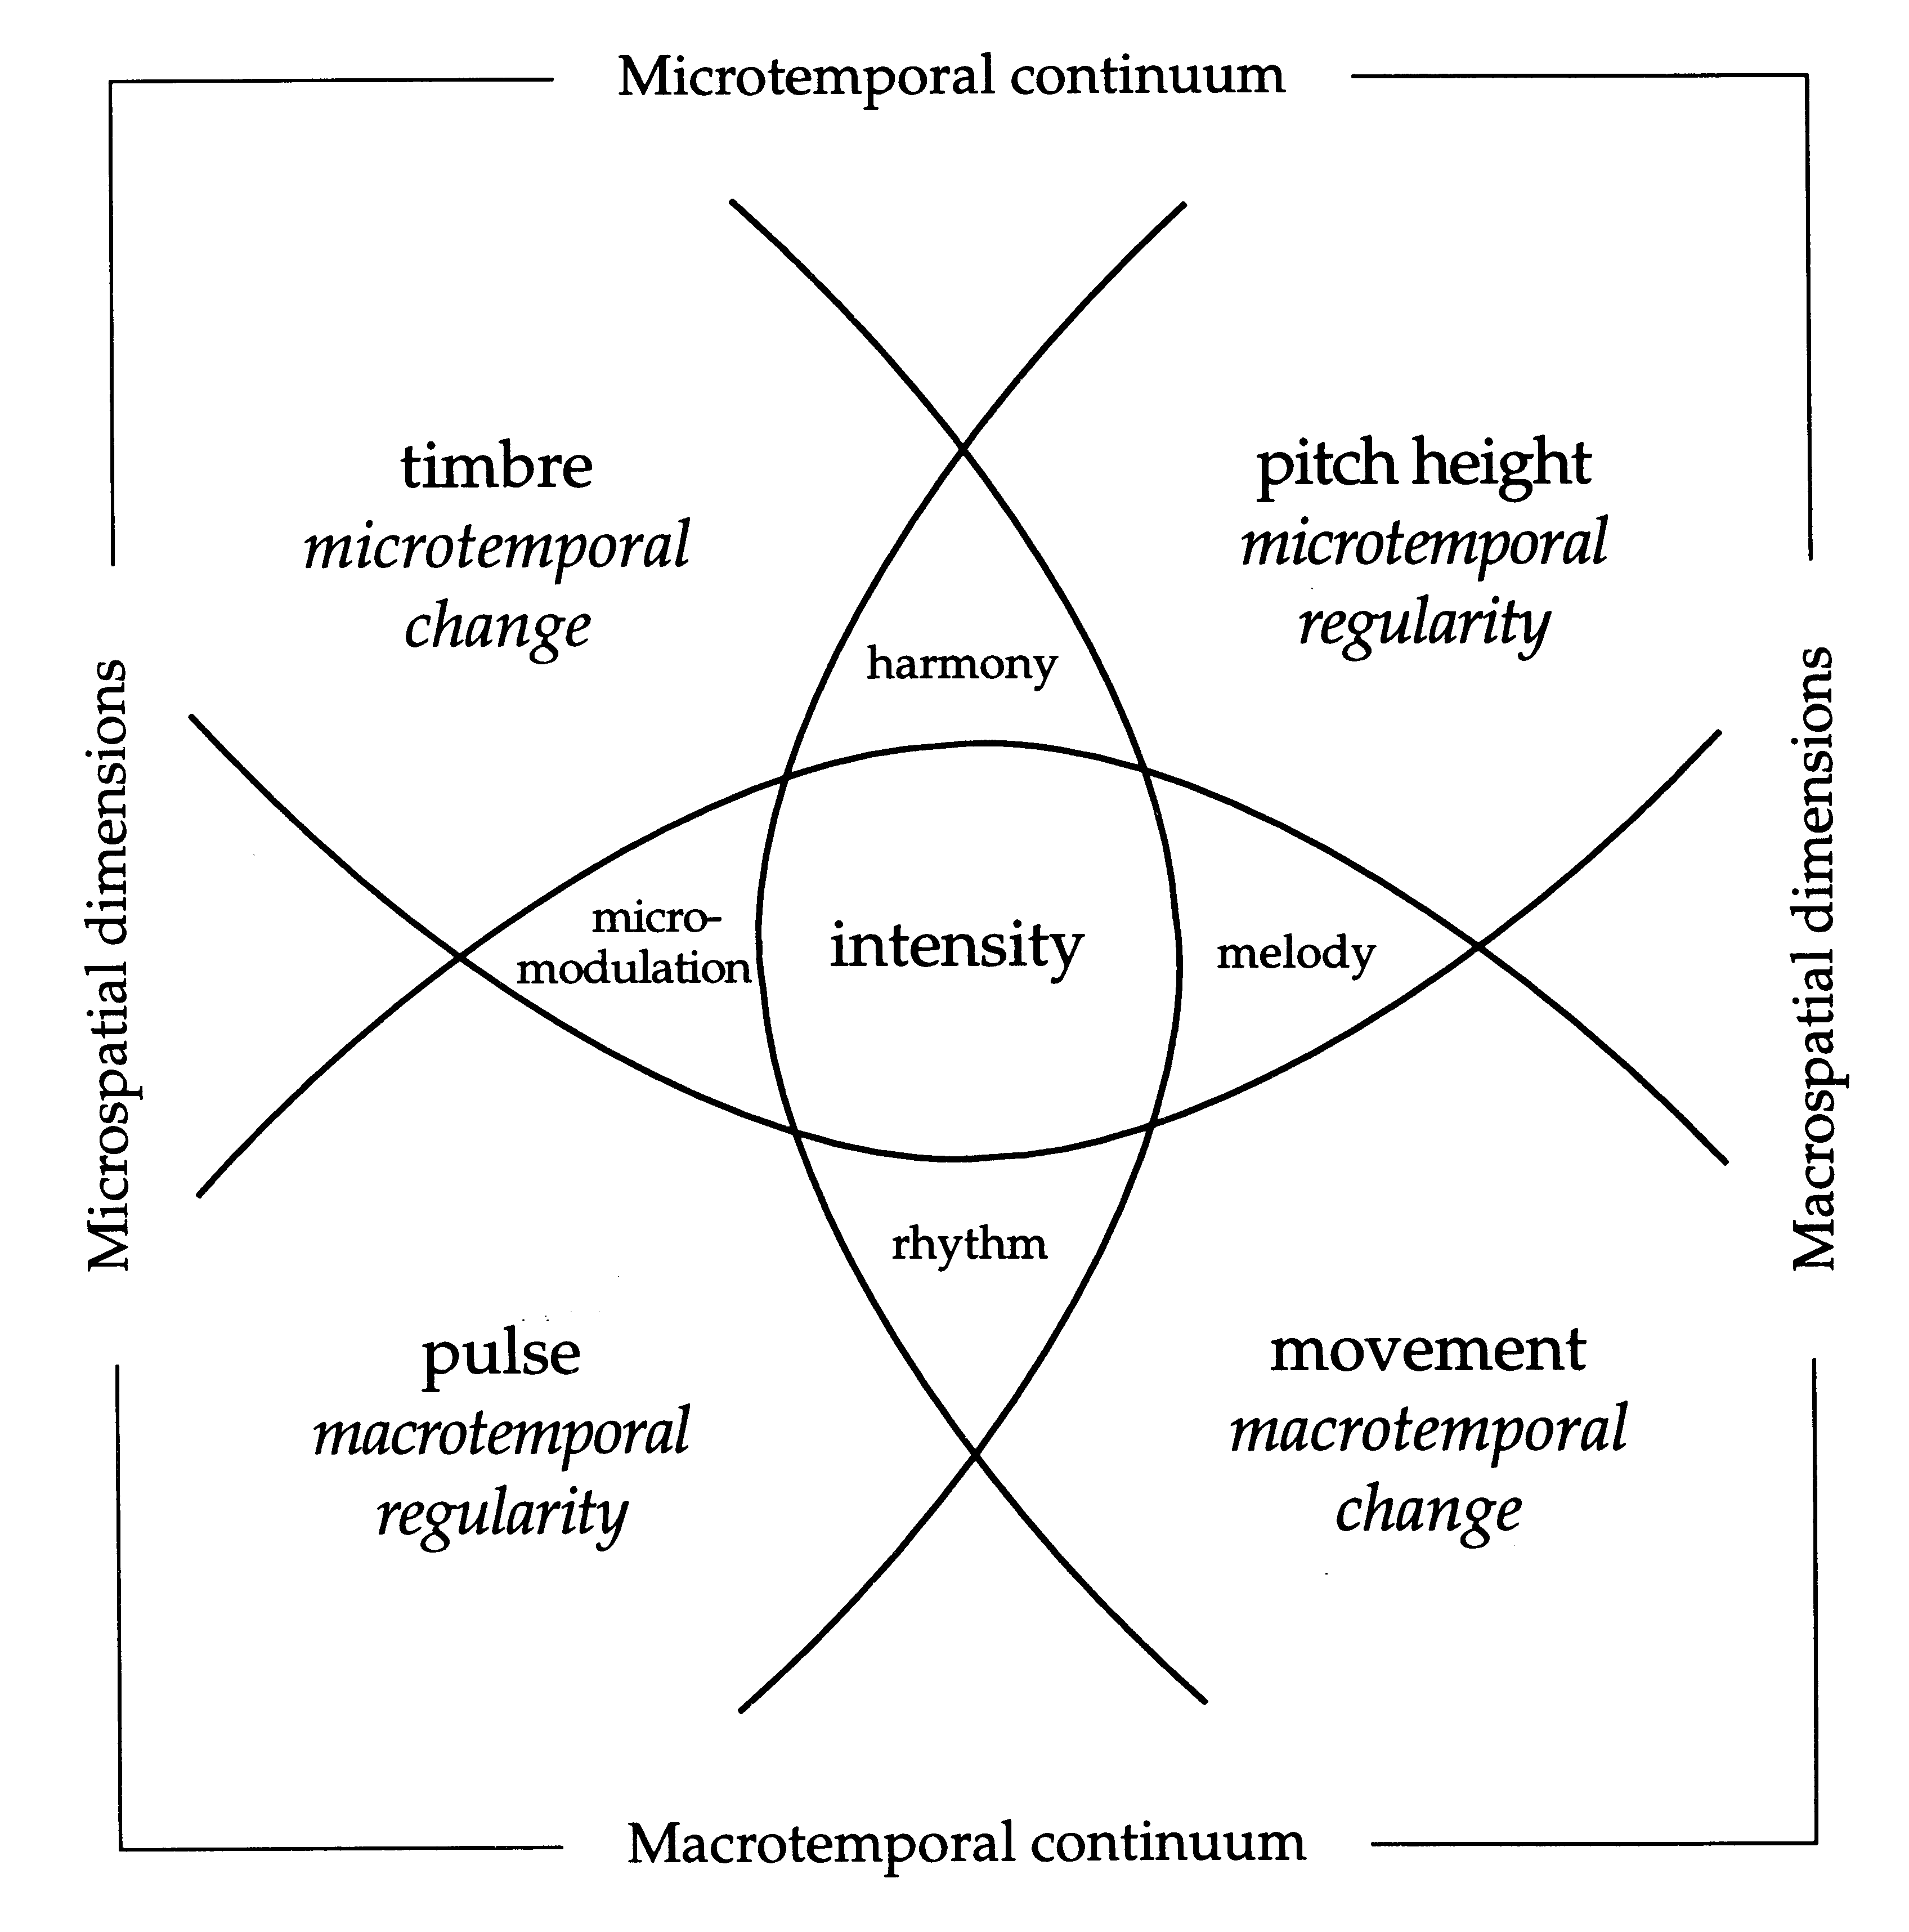 Microtemporal continuum
timbre
microtemporal
change
pitch height
microtemporal
regularity
harmony
Microspatial dimensions
micro-
modulation
intensity
melody
Macrospatial dimensions
rhythm
pulse
macrotemporal
regularity
movement
macrotemporal
change
Macrotemporal continuum